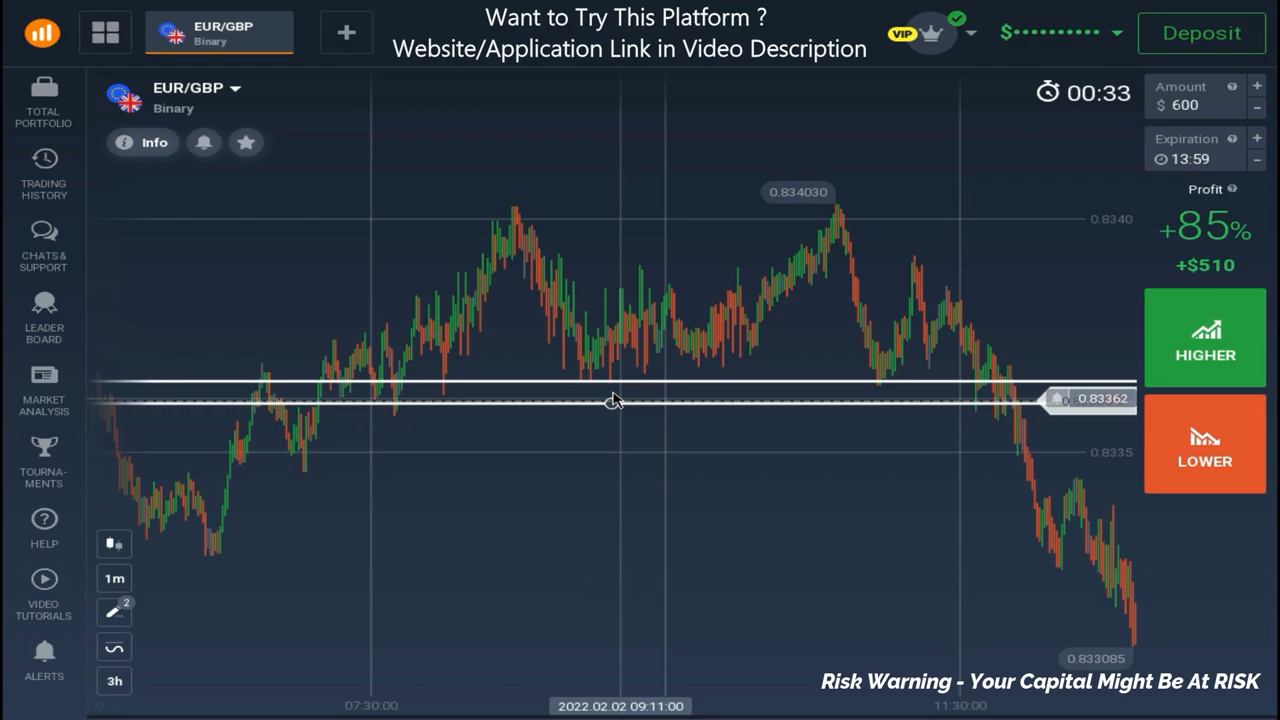 EUR/GBP
Binary
Want to Try This Platform ?
Website/Application Link in Video Description
VIP
Deposit
TOTAL
PORTFOLIO
TRADING
HISTORY
CHATS &
SUPPORT
LEADER
BOARD
MARKET
ANALYSIS
TOURNA-
MENTS
HELP
VIDEO
TUTORIALS
ALERTS
EUR/GBP
Binary
Info
00:33
Amount
$ 600
Expiration
13:59
Profit
+85%
+$510
HIGHER
LOWER
0.834030
0.8340
0.83362
0.8335
0.833085
1m
2
3h
07:30:00
2022.02.02 09:11:00
11:30:00
Risk Warning - Your Capital Might Be At RISK